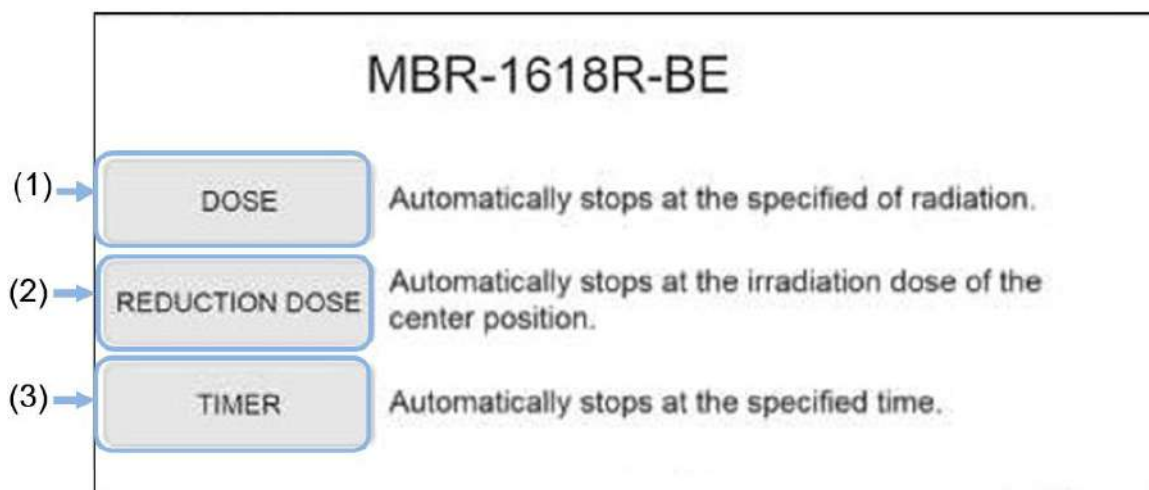 MBR-1618R-BE
(1) DOSE Automatically stops at the specified of radiation.
(2) REDUCTION DOSE Automatically stops at the irradiation dose of the
center position.
(3) TIMER Automatically stops at the specified time.